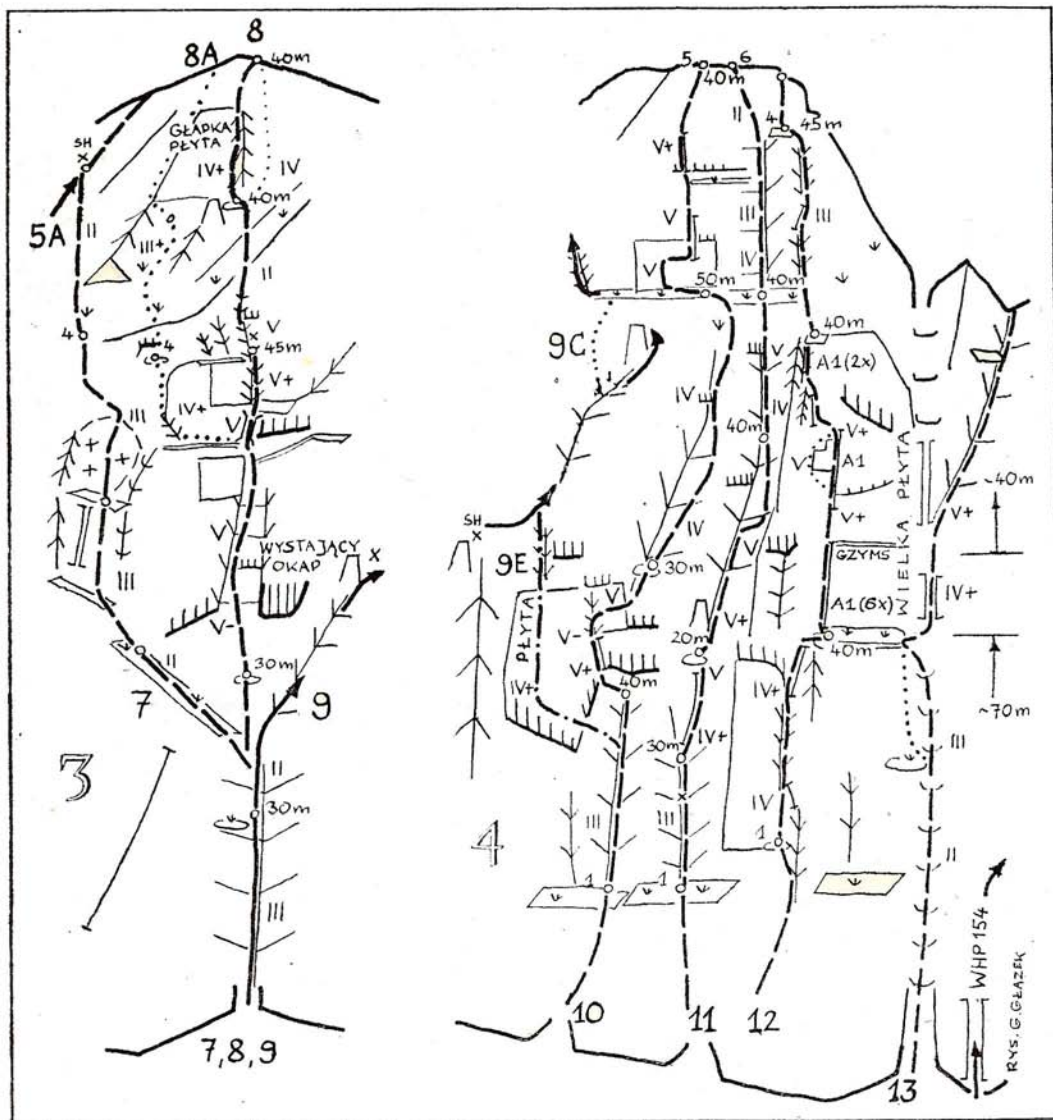 8A
8
40m
GŁADKA
PŁYTA
SH
x
IV+
IV
40m
5A
II
III+
II
4
4
V
45m
V+
III
IV+
V
III
WYSTAJĄCY
OKAP
x
V-
30m
II
7
9
3
II
30m
III
7, 8, 9
5
6
40m
II
4
45m
V+
V
III
III
V
IV
50m
40m
9C
40m
A1(2x)
V
IV
IV
40m
V+
V
A1
V+
WIELKA PŁYTA
~40m
V+
SH
x
IV
V
9E
30m
GZYMS
V
V+
A1(6x)
IV+
PŁYTA
V-
20m
40m
V+
V
IV+
40m
IV+
~70m
30m
IV+
III
x
4
III
III
IV
1
II
1
1
WHP 154
10
11
12
13
RYS. G. GŁAZEK